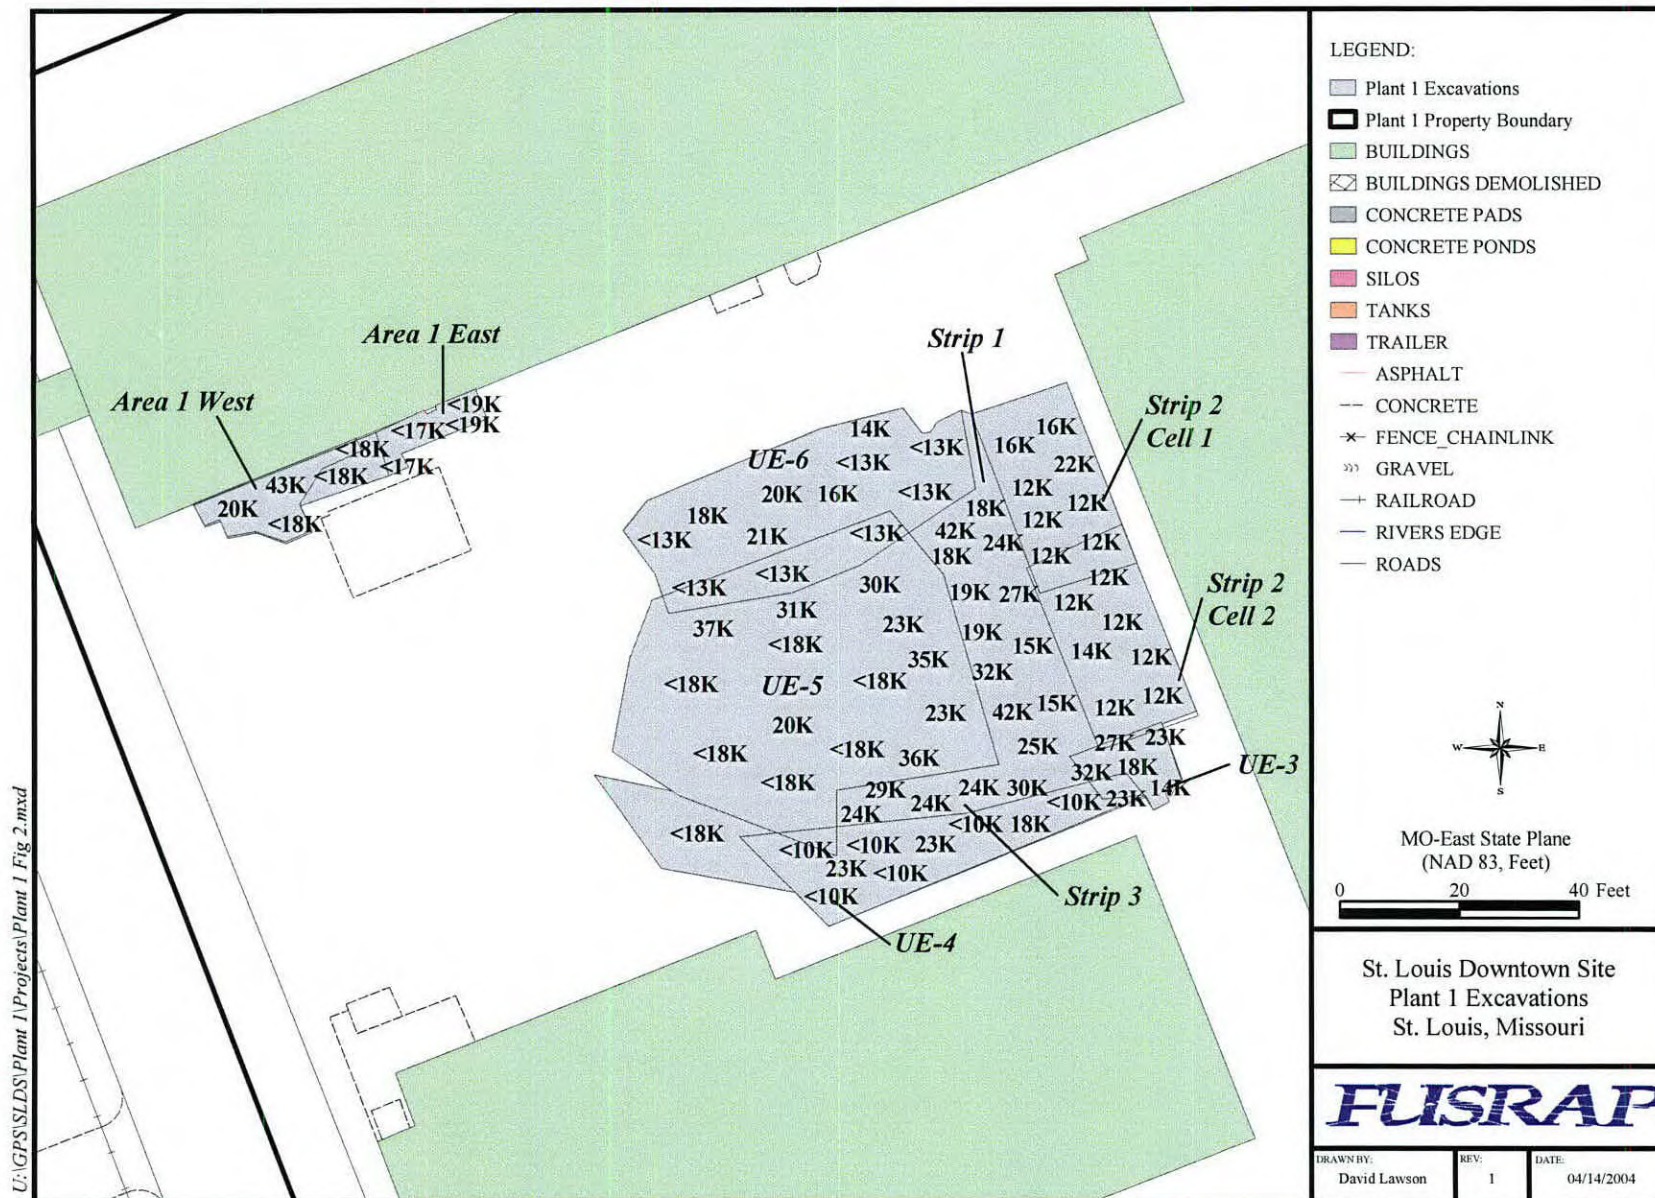 Area 1 East
Area 1 West
Strip 1
Strip 2
Cell 1
Strip 2
Cell 2
UE-6
UE-5
UE-3
Strip 3
UE-4
<19K
<17K <19K
<18K
<18K <17K
43K
20K
<18K
14K
<13K
<13K
20K 16K <13K
18K
<13K 21K <13K
<13K
<13K
16K
16K
22K
12K
12K
18K
12K
42K
24K
12K
18K
12K
30K
19K 27K
12K
12K
31K
37K
23K
19K
12K
<18K
15K
14K
35K
12K
<18K
<18K
32K
12K
20K
23K
42K 15K
12K
<18K
<18K
36K
25K
27K 23K
<18K
29K
24K 30K
32K 18K
14K
24K
24K
<10K 23K
<18K
<10K 18K
<10K <10K 23K
23K <10K
<10K
LEGEND:
Plant 1 Excavations
Plant 1 Property Boundary
BUILDINGS
BUILDINGS DEMOLISHED
CONCRETE PADS
CONCRETE PONDS
SILOS
TANKS
TRAILER
ASPHALT
CONCRETE
FENCE_CHAINLINK
GRAVEL
RAILROAD
RIVERS EDGE
ROADS
N
W E
S
MO-East State Plane
(NAD 83, Feet)
0 20 40 Feet
St. Louis Downtown Site
Plant 1 Excavations
St. Louis, Missouri
FUSRAP
DRAWN BY: REV: DATE:
David Lawson 1 04/14/2004
U:\GPS\SLDS\Plant 1\Projects\Plant 1 Fig 2.mxd